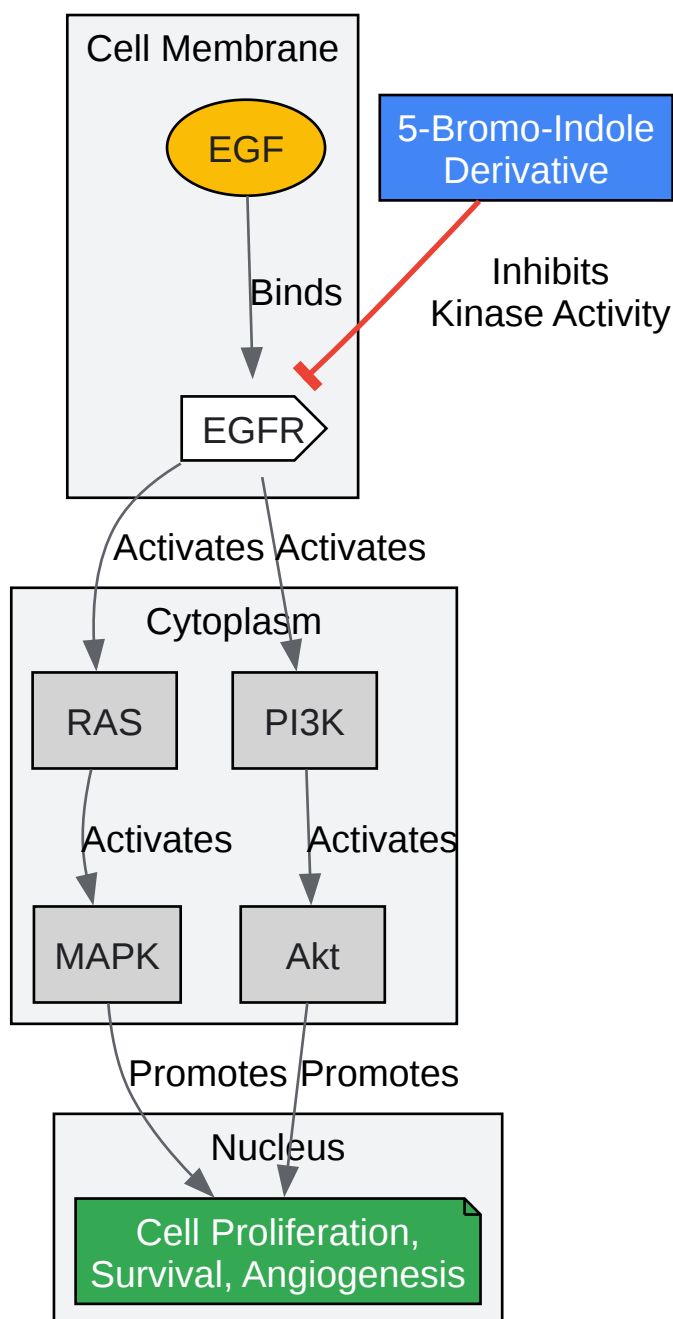 Cell Membrane
EGF
5-Bromo-Indole
Derivative
Binds
Inhibits
Kinase Activity
EGFR
Activates
Activates
Cytoplasm
RAS
PI3K
Activates
Activates
MAPK
Akt
Promotes
Promotes
Nucleus
Cell Proliferation,
Survival, Angiogenesis